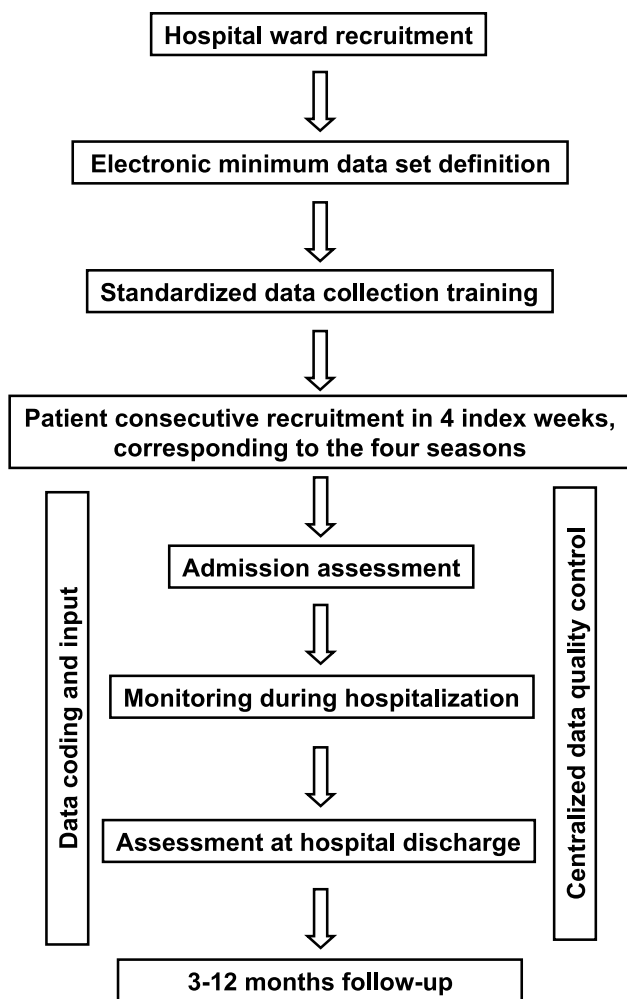 Hospital ward recruitment
Electronic minimum data set definition
Standardized data collection training
Patient consecutive recruitment in 4 index weeks,
corresponding to the four seasons
Data coding and input
Admission assessment
Monitoring during hospitalization
Assessment at hospital discharge
Centralized data quality control
3-12 months follow-up